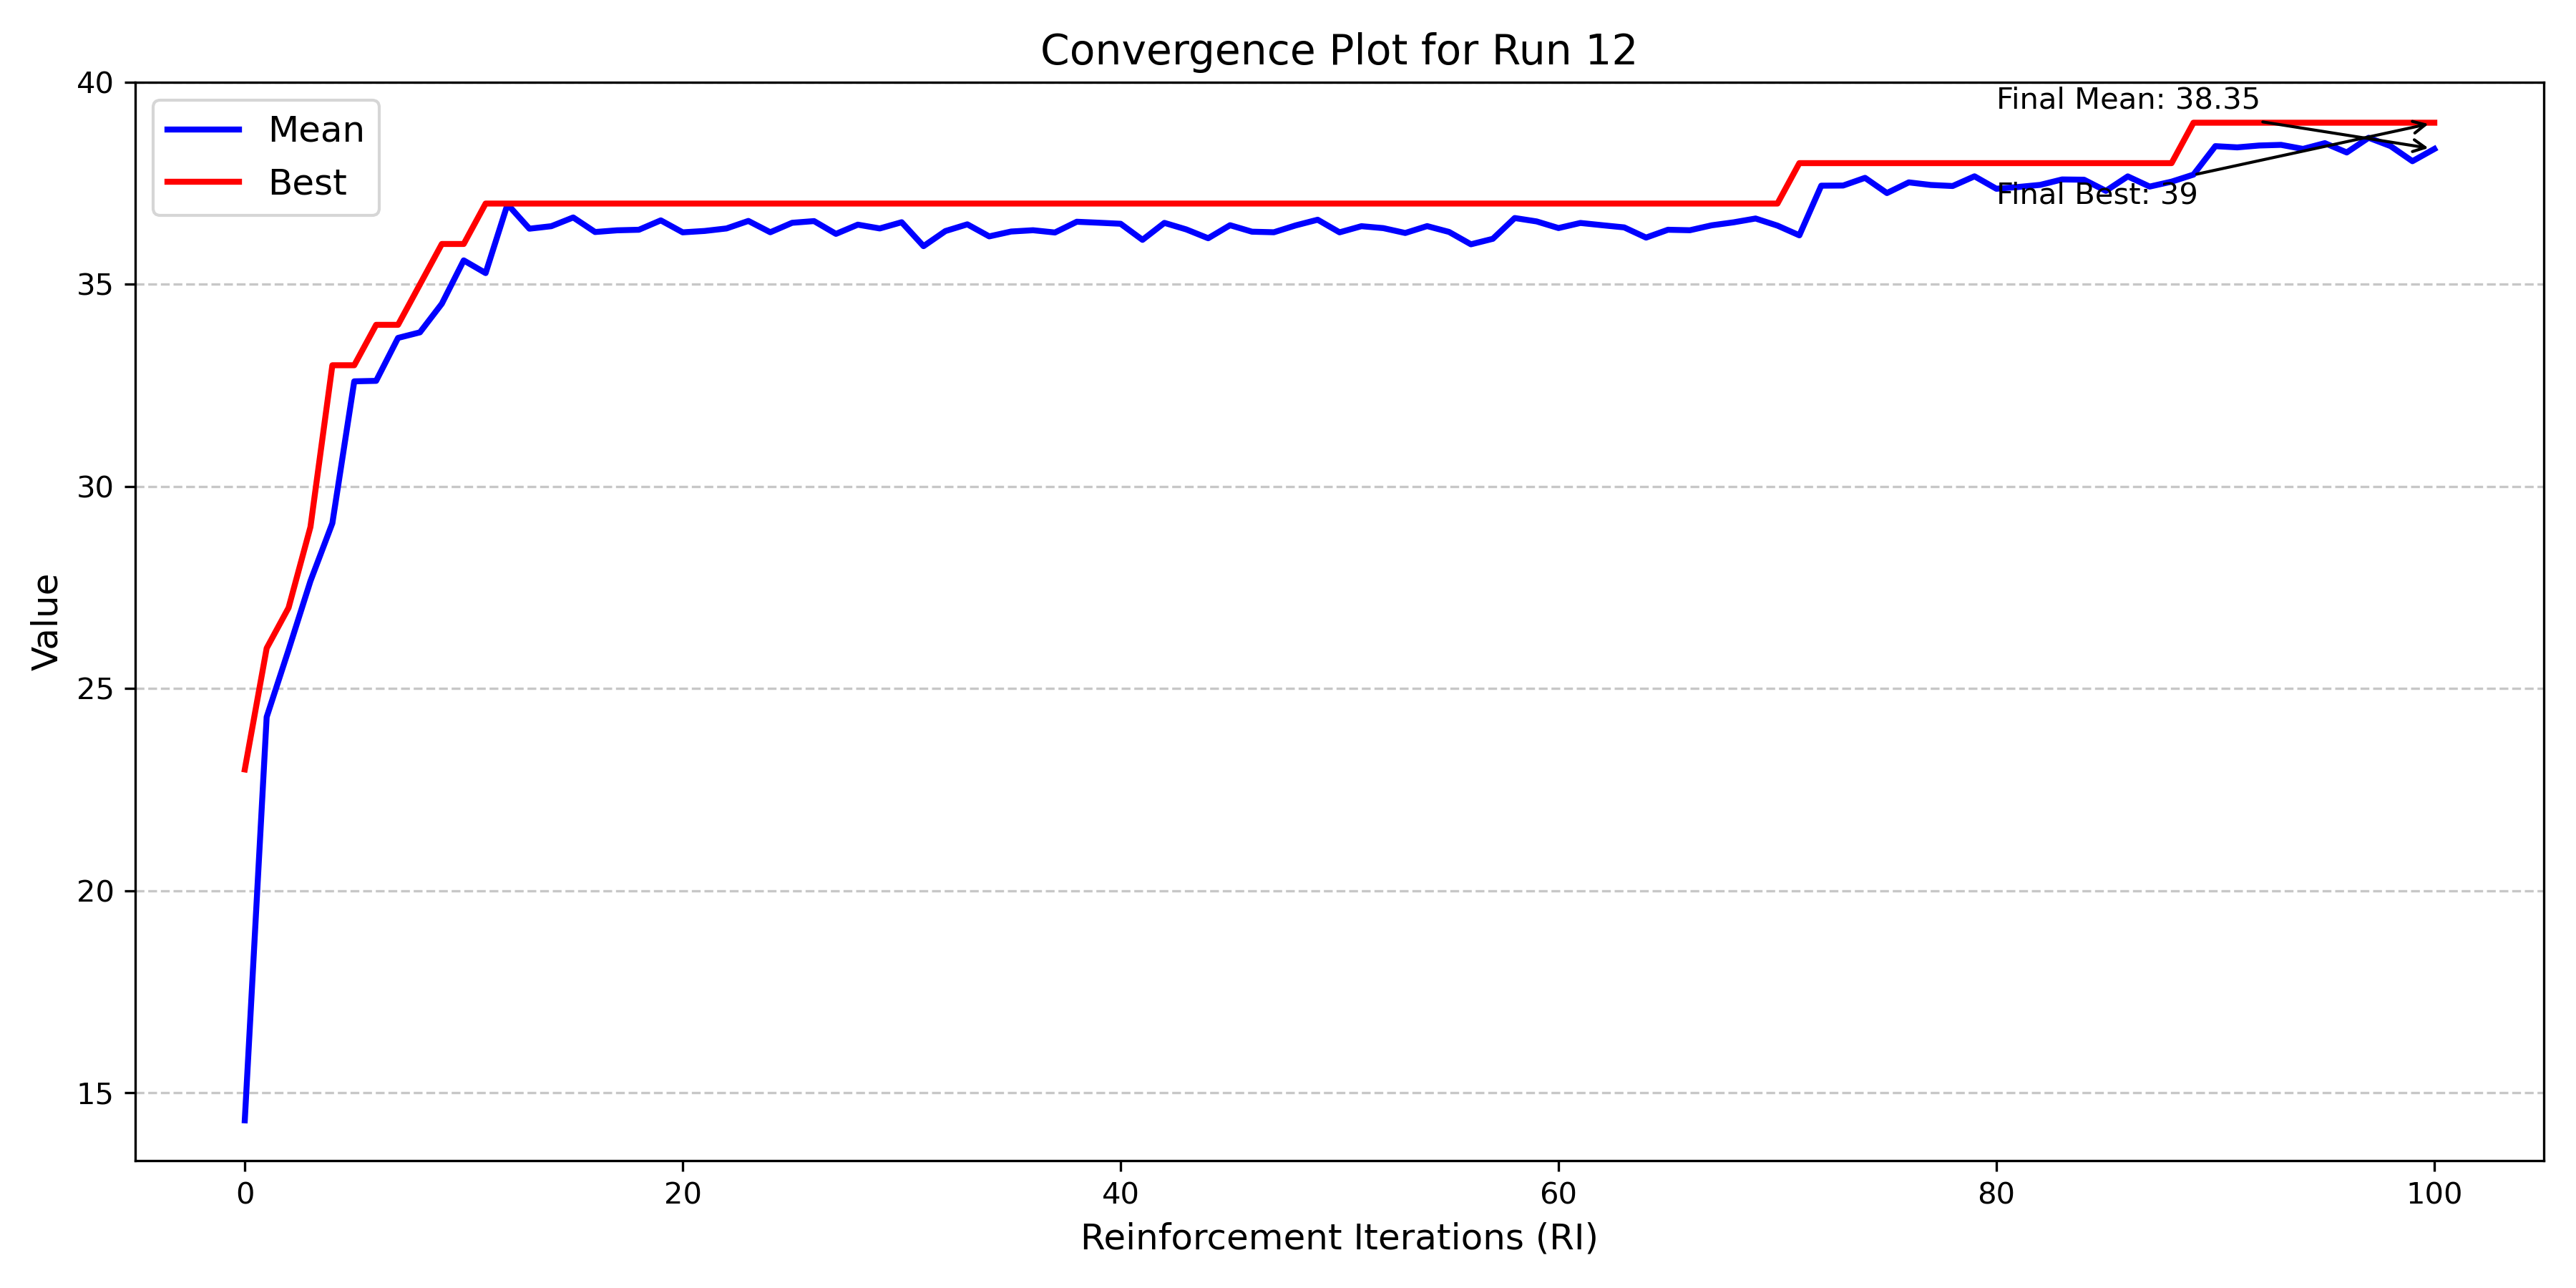 Convergence Plot for Run 12
Mean
Best
Final Mean: 38.35
Final Best: 39
Value
40
35
30
25
20
15
0 20 40 60 80 100
Reinforcement Iterations (RI)